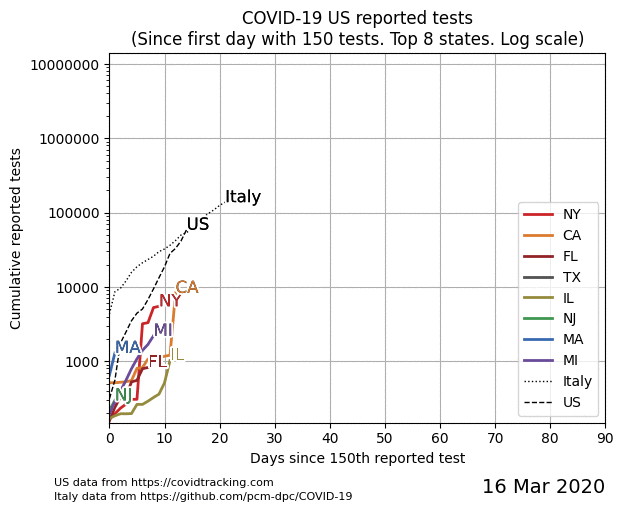 COVID-19 US reported tests
(Since first day with 150 tests. Top 8 states. Log scale)
Cumulative reported tests
10000000
1000000
100000
10000
1000
Italy
US
CA
NY
MI
MA
IL
FL
NJ
NY
CA
FL
TX
IL
NJ
MA
MI
Italy
US
0 10 20 30 40 50 60 70 80 90
Days since 150th reported test
US data from https://covidtracking.com
Italy data from https://github.com/pcm-dpc/COVID-19
16 Mar 2020